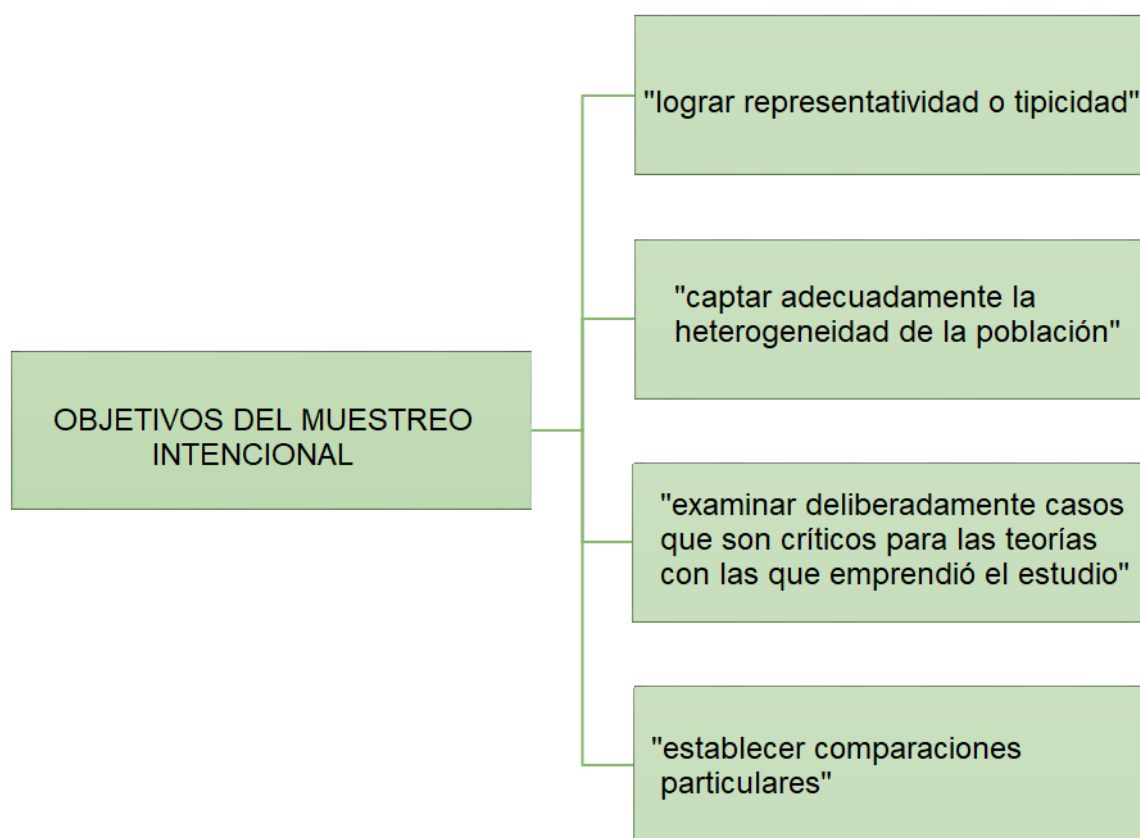 "lograr representatividad o tipicidad"
"captar adecuadamente la
heterogeneidad de la población"
OBJETIVOS DEL MUESTREO
INTENCIONAL
"examinar deliberadamente casos
que son críticos para las teorías
con las que emprendió el estudio"
"establecer comparaciones
particulares"